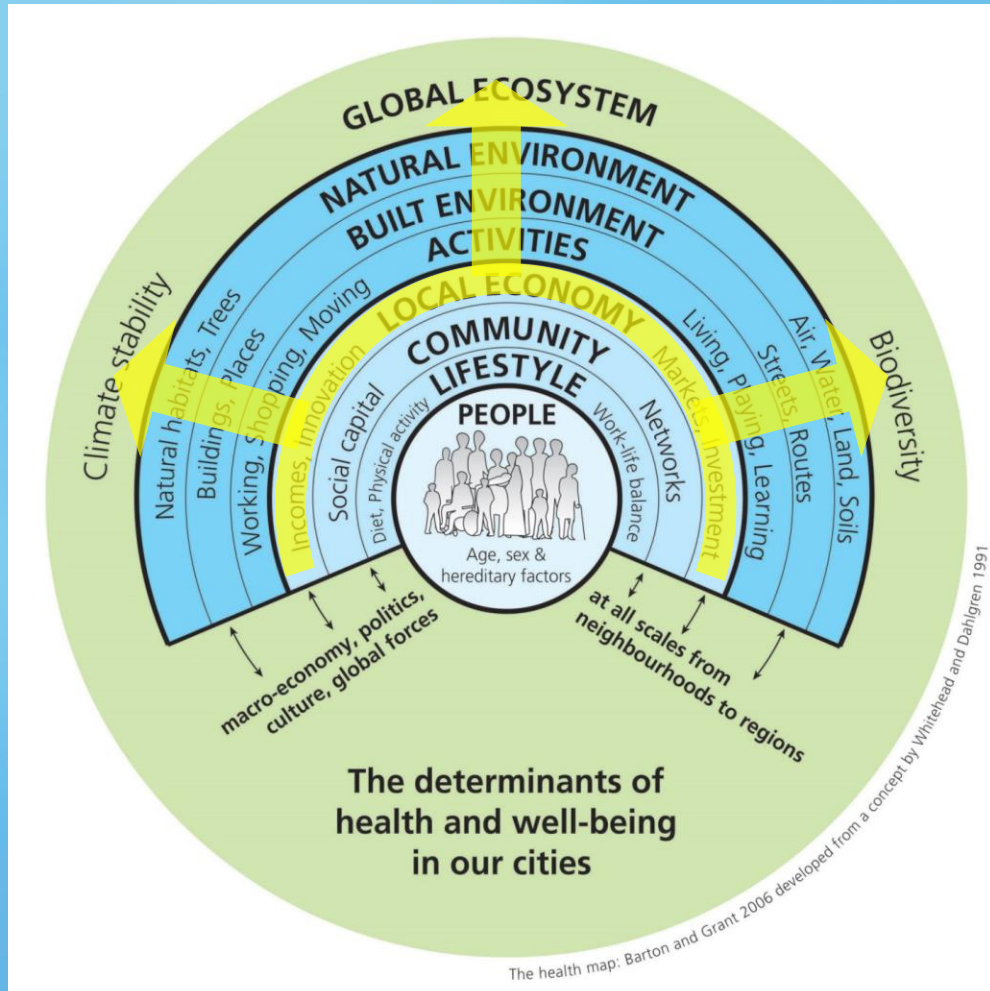 GLOBAL ECOSYSTEM
NATURAL ENVIRONMENT
BUILT ENVIRONMENT
ACTIVITIES
LOCAL ECONOMY
COMMUNITY
LIFESTYLE
PEOPLE
Age, sex &
hereditary factors
Climate stability
Natural habitats, Trees
Buildings, Places
Working, Shopping, Moving
Incomes, Innovation
Social capital
Diet, Physical activity
Work-life balance
Networks
Markets, Investment
Living, Playing, Learning
Streets, Routes
Air, Water, Land, Soils
Biodiversity
macro-economy, politics,
culture, global forces
at all scales from
neighbourhoods to regions
The determinants of
health and well-being
in our cities
The health map: Barton and Grant 2006 developed from a concept by Whitehead and Dahlgren 1991